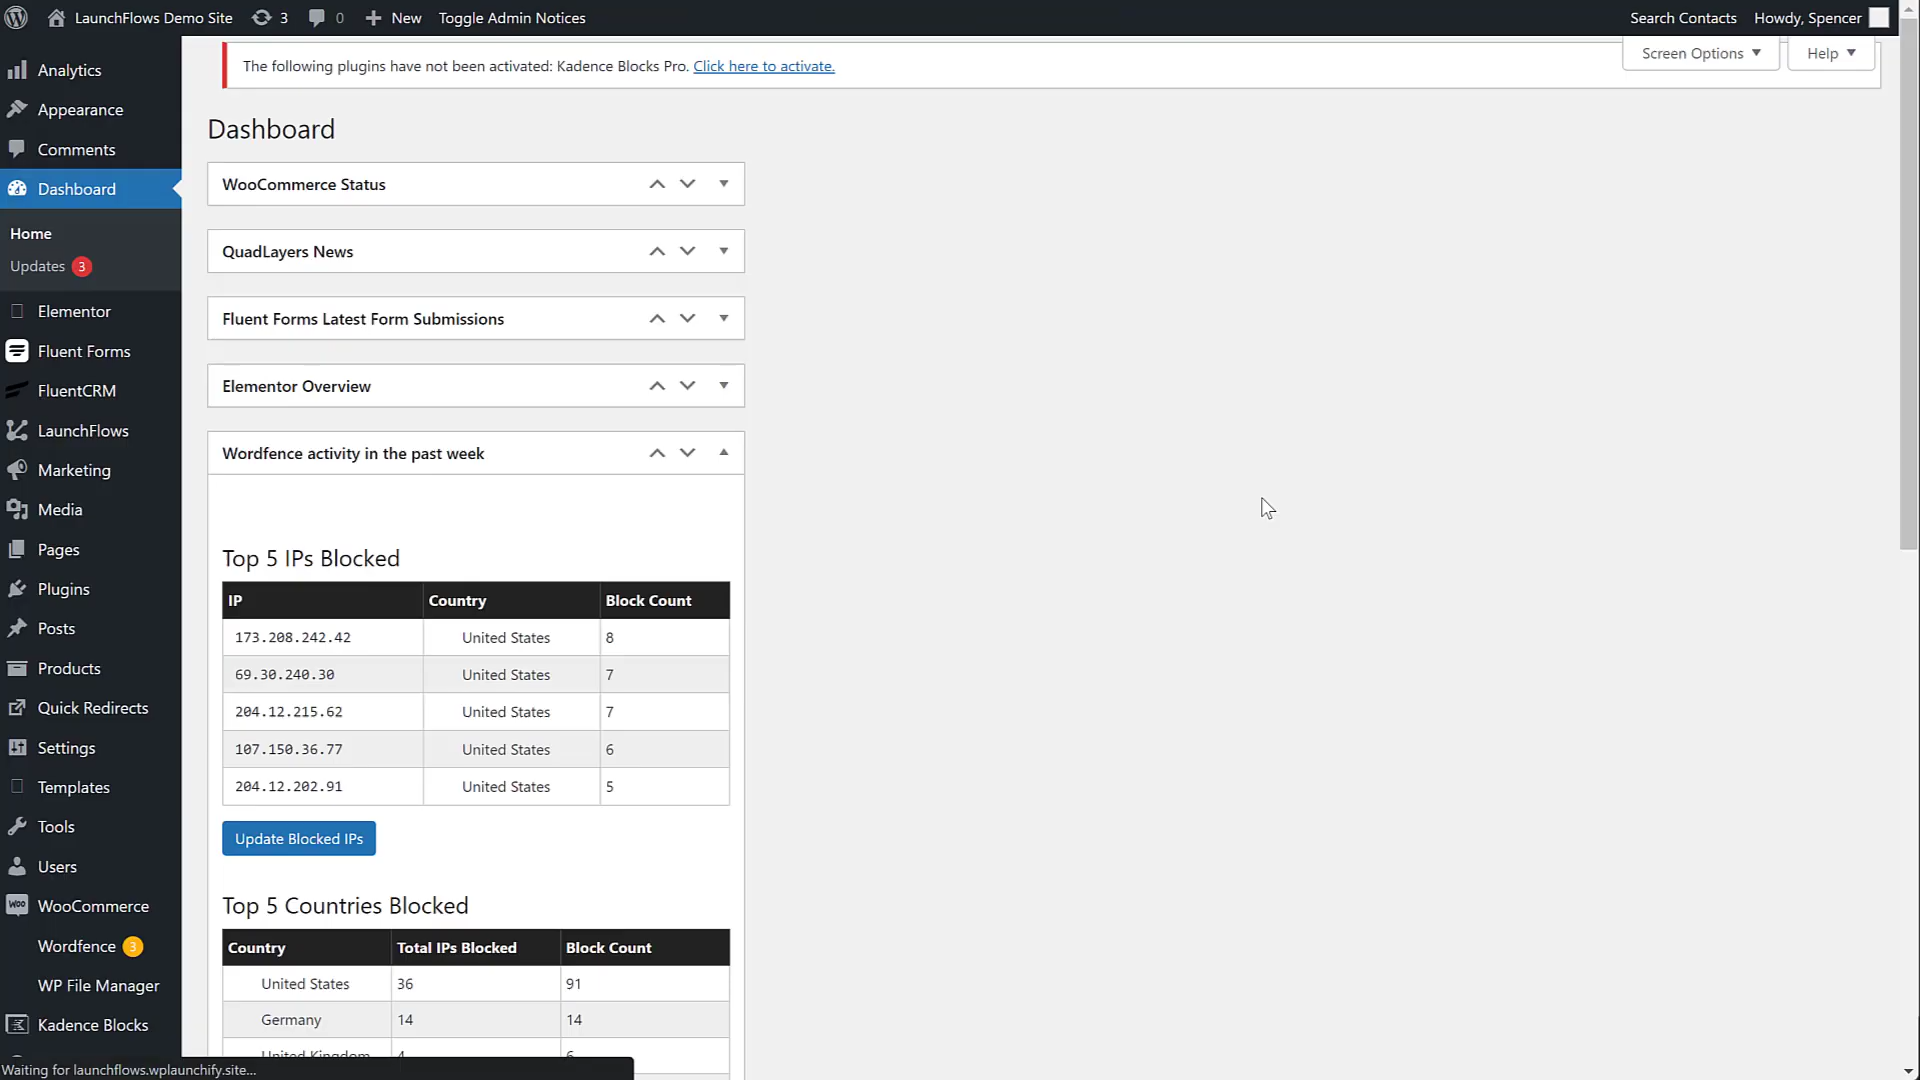 LaunchFlows Demo Site 3 0 New Toggle Admin Notices Search Contacts Howdy, Spencer
The following plugins have not been activated: Kadence Blocks Pro. Click here to activate.
Screen Options Help
Analytics
Appearance
Comments
Dashboard
Home
Updates 3
Elementor
Fluent Forms
FluentCRM
LaunchFlows
Marketing
Media
Pages
Plugins
Posts
Products
Quick Redirects
Settings
Templates
Tools
Users
WooCommerce
Wordfence 3
WP File Manager
Kadence Blocks
Dashboard
WooCommerce Status
QuadLayers News
Fluent Forms Latest Form Submissions
Elementor Overview
Wordfence activity in the past week
Top 5 IPs Blocked
IP Country Block Count
173.208.242.42 United States 8
69.30.240.30 United States 7
204.12.215.62 United States 7
107.150.36.77 United States 6
204.12.202.91 United States 5
Update Blocked IPs
Top 5 Countries Blocked
Country Total IPs Blocked Block Count
United States 36 91
Germany 14 14
United Kingdom 4 6
Waiting for launchflows.wplaunchify.site...